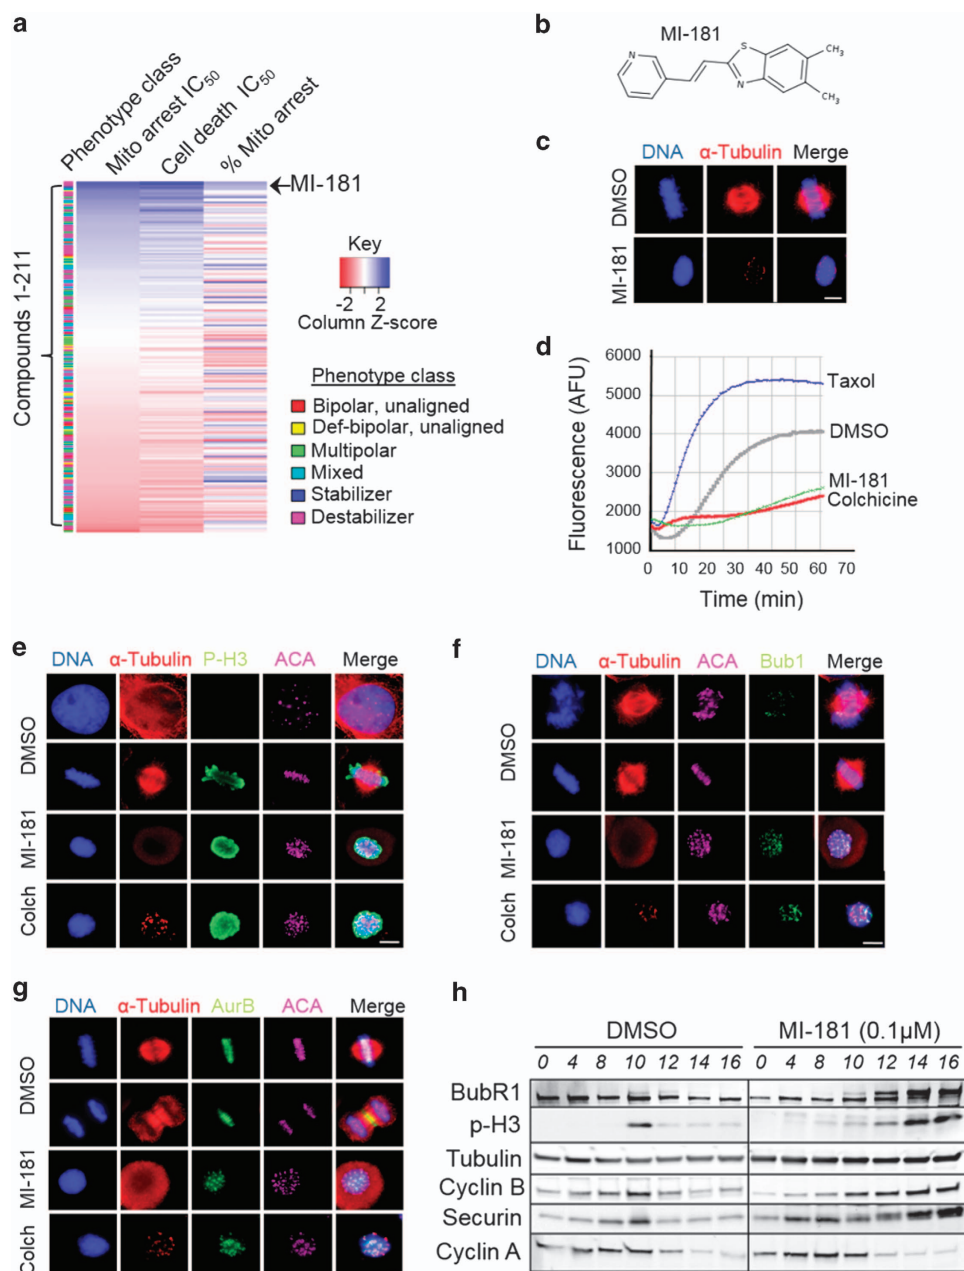 a
Phenotype class
Mito arrest IC50
Cell death IC50
% Mito arrest
MI-181
Compounds 1-211
Key
-2 2
Column Z-score
Phenotype class
Bipolar, unaligned
Def-bipolar, unaligned
Multipolar
Mixed
Stabilizer
Destabilizer
b
MI-181
N
S
N
CH3
CH3
c
DNA α-Tubulin Merge
DMSO
MI-181
d
Fluorescence (AFU)
6000
5000
4000
3000
2000
1000
0 10 20 30 40 50 60 70
Time (min)
Taxol
DMSO
MI-181
Colchicine
e
DNA α-Tubulin P-H3 ACA Merge
DMSO
MI-181
Colch
f
DNA α-Tubulin ACA Bub1 Merge
DMSO
MI-181
Colch
g
DNA α-Tubulin AurB ACA Merge
DMSO
MI-181
Colch
h
DMSO MI-181 (0.1µM)
0 4 8 10 12 14 16 0 4 8 10 12 14 16
BubR1
p-H3
Tubulin
Cyclin B
Securin
Cyclin A